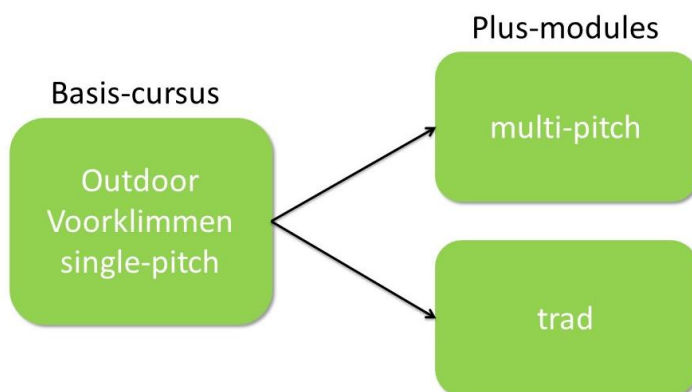 Basis-cursus
Outdoor
Voorklimmen
single-pitch
Plus-modules
multi-pitch
trad